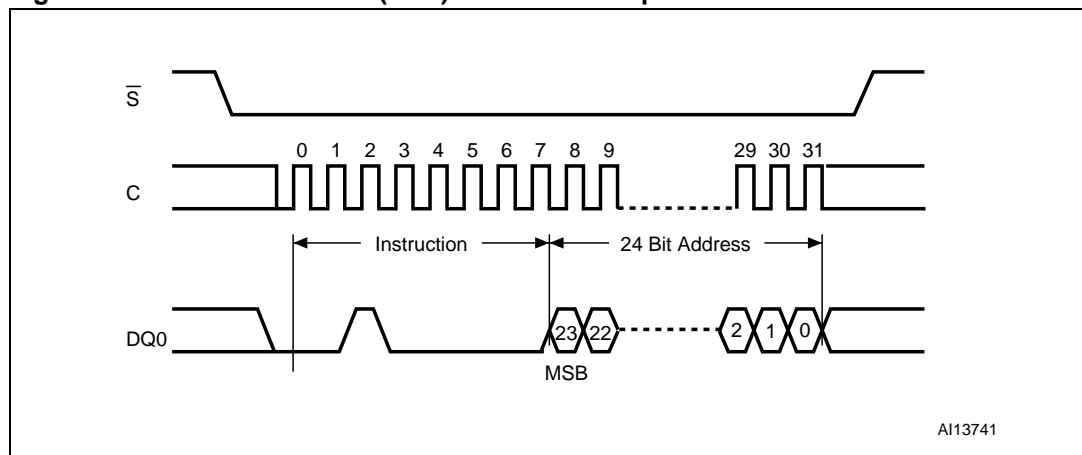 S
0 1 2 3 4 5 6 7 8 9 29 30 31
C
Instruction 24 Bit Address
DQ0 23 22 2 1 0
MSB
AI13741